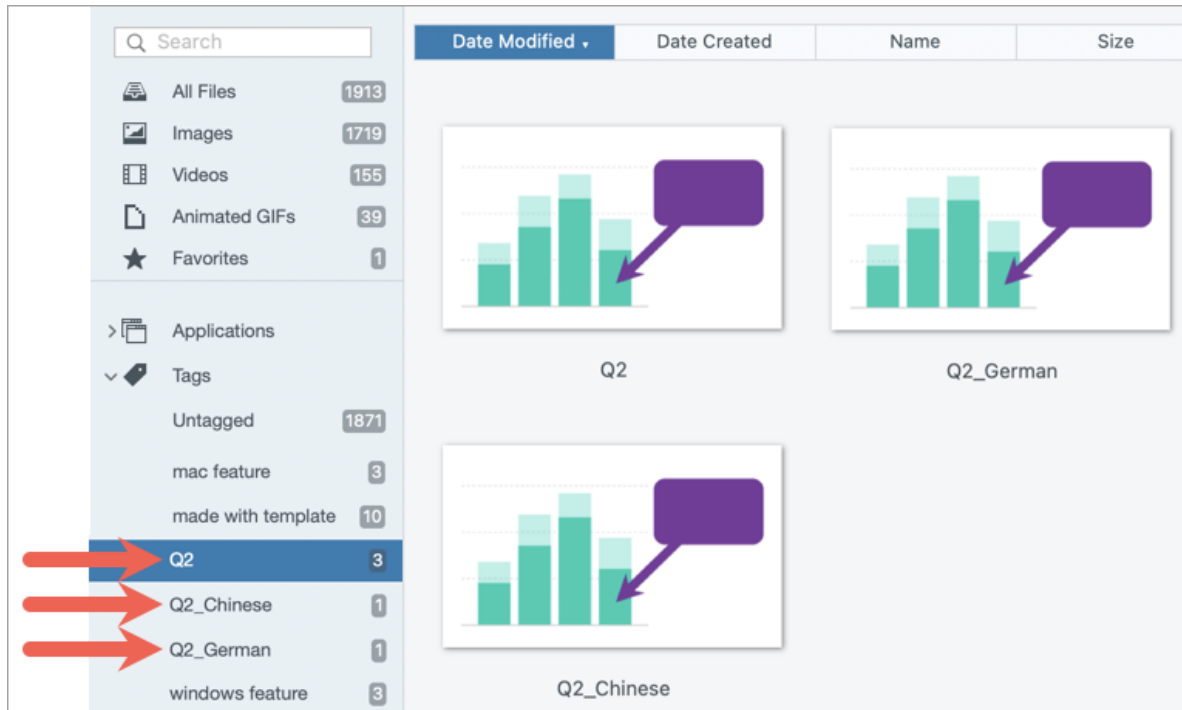 Search
All Files 1913
Images 1719
Videos 155
Animated GIFs 39
Favorites 1
Applications
Tags
Untagged 1871
mac feature 3
made with template 10
Q2 3
Q2_Chinese 1
Q2_German 1
windows feature 3
Date Modified Date Created Name Size
Q2 Q2_German
Q2_Chinese